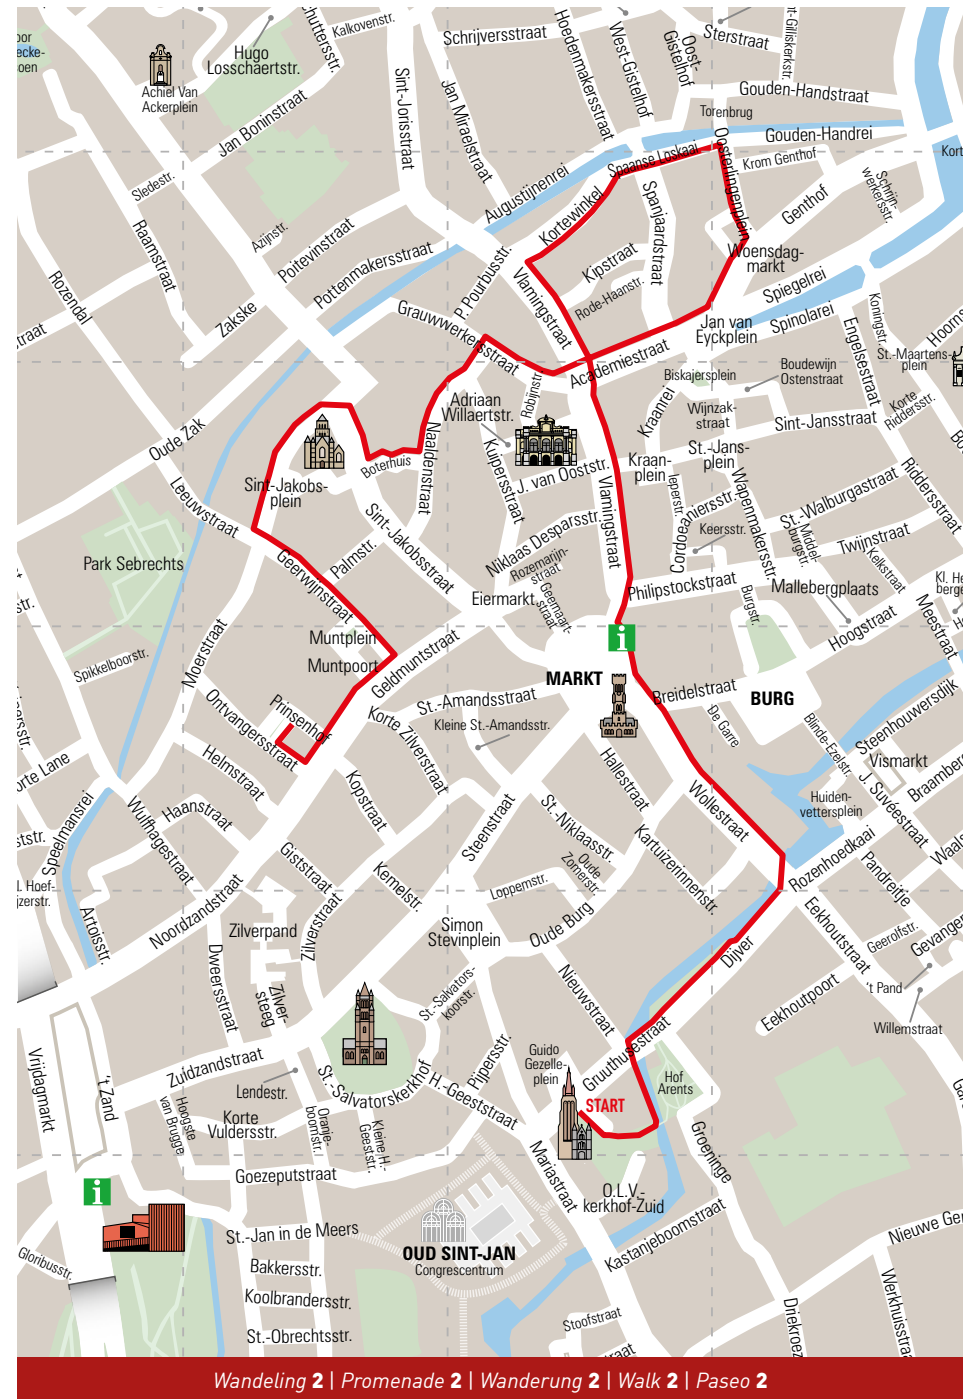 Kalkovenstr.
Schrijversstraat
Hoedenmakersstraat
West-Gistelhof
Oost-
Gistelhof
Sterstraat
Hugo
Losschaertstr.
Achiel Van
Ackerplein
Jan Boninstraat
Sint-Jorisstraat
Jan Miraelstraat
Gouden-Handstraat
Torenbrug
Gouden-Handrei
Krom Genthof
Oosterlingenplein
Spaanse Loskaai
Augustijnenrei
Kortewinkel
Spanjaardstraat
Genthof
Schrijn-
werkersstr.
Sledestr.
Raamstraat
Azijnstr.
Poitevinstraat
Pottenmakersstraat
P. Pourbusstr.
Vlamingstraat
Kipstraat
Rode-Haanstr.
Woensdag-
markt
Spiegelrei
Rozendal
Zakske
Grauwwerkersstraat
Academiestraat
Jan van
Eyckplein
Spinolarei
Koningstr.
Engelsestraat
St.-Maartens-
plein
Biskajersplein
Boudewijn
Ostenstraat
Adriaan
Willaertstr.
Robijnstr.
Kraanrei
Wijnzak-
straat
Sint-Jansstraat
Korte
Riddersstr.
Oude Zak
Naaldenstraat
Boterhuis
Kuipersstraat
J. van Ooststr.
Kraan-
plein
St.-Jans-
plein
Riddersstraat
Leeuwstraat
Sint-Jakobs-
plein
Ieperstr.
Cordoeaniersstr.
Wapenmakersstr.
St.-Walburgastraat
Sint-Jakobsstraat
Niklaas Desparsstr.
Vlamingstraat
Keersstr.
Middel-
burgstr.
Twijnstraat
Park Sebrechts
Geerwijnstraat
Palmstr.
Rozemarijn-
straat
Geernaart-
straat
Eiermarkt
Philipstockstraat
Burgstr.
Mallebergplaats
Kelkstraat
Meestraat
Hoogstraat
Moerstraat
Spikkelboorstr.
Muntplein
Muntpoort
Geldmuntstraat
MARKT
Breidelstraat
BURG
St.-Amandsstraat
Kleine St.-Amandsstr.
De Garre
Blinde-Ezelstr.
Steenhouwersdijk
Vismarkt
Prinsenhof
Ontvangersstraat
Korte Zilverstraat
Helmstraat
Hallestraat
Wollestraat
J. Suvéestraat
Huiden-
vettersplein
Speelmansrei
Wulfhagestraat
Haanstraat
Kopstraat
Steenstraat
St.-Niklaasstr.
Kartuizerinnenstr.
Rozenhoedkaai
Pandreitje
Giststraat
Kemelstr.
Oude
Zomerstr.
Loppemstr.
Artoisstr.
Noordzandstraat
Zilverstraat
Zilverpand
Simon
Stevinplein
Oude Burg
Dijver
Eekhoutstraat
Geerolfstr.
Dweersstraat
Zilver-
steeg
St.-Salvators-
koorstr.
Nieuwstraat
Eekhoutpoort
't Pand
Willemstraat
Vrijdagmarkt
't Zand
Zuidzandstraat
St.-Salvatorskerkhof
Pijpersstr.
H.-Geeststraat
Guido
Gezelle-
plein
Gruuthusestraat
Hof
Arents
START
Lendestr.
Korte
Vuldersstr.
Hoogste
van Brugge
Oranje-
boomstr.
Kleine H.-
Geeststr.
Groeninge
Goezeputstraat
Mariastraat
O.L.V.-
kerkhof-Zuid
Kastanjeboomstraat
St.-Jan in de Meers
OUD SINT-JAN
Congrescentrum
Gloribusstr.
Bakkersstr.
Koolbrandersstr.
St.-Obrechtsstr.
Stoofstraat
Werkhuisstraat
Wandeling 2 | Promenade 2 | Wanderung 2 | Walk 2 | Paseo 2